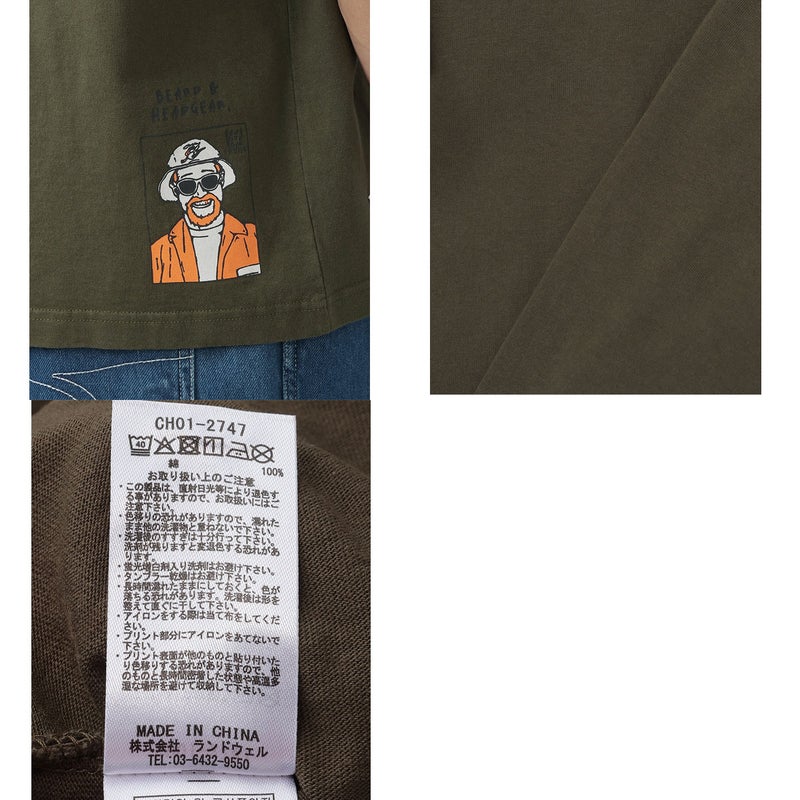 BEARD &
HEADGEAR.
CH01-2747
40
綿
100%
お取り扱い上のご注意
・この製品は、直射日光等により退色す
る事がありますので、お取扱いにはご
注意下さい。
・色移りの恐れがありますので、濡れた
まま他の洗濯物と重ねないで下さい。
・洗濯後のすすぎは十分行って下さい。
洗剤が残りますと変退色する恐れがあ
ります。
・蛍光増白剤入り洗剤はお避け下さい。
・タンブラー乾燥はお避け下さい。
・長時間濡れたままにしておくと、色が
落ちる恐れがあります。洗濯後は形を
整えて直ぐに干して下さい。
・アイロンをする際は当て布をしてくだ
さい。
・プリント部分にアイロンをあてないで
下さい。
・プリント表面が他のものと貼り付いた
り色移りする恐れがありますので、他
のものと長時間密着した状態や高温多
湿な場所を避けて収納して下さい。
MADE IN CHINA
株式会社 ランドウェル
TEL:03-6432-9550